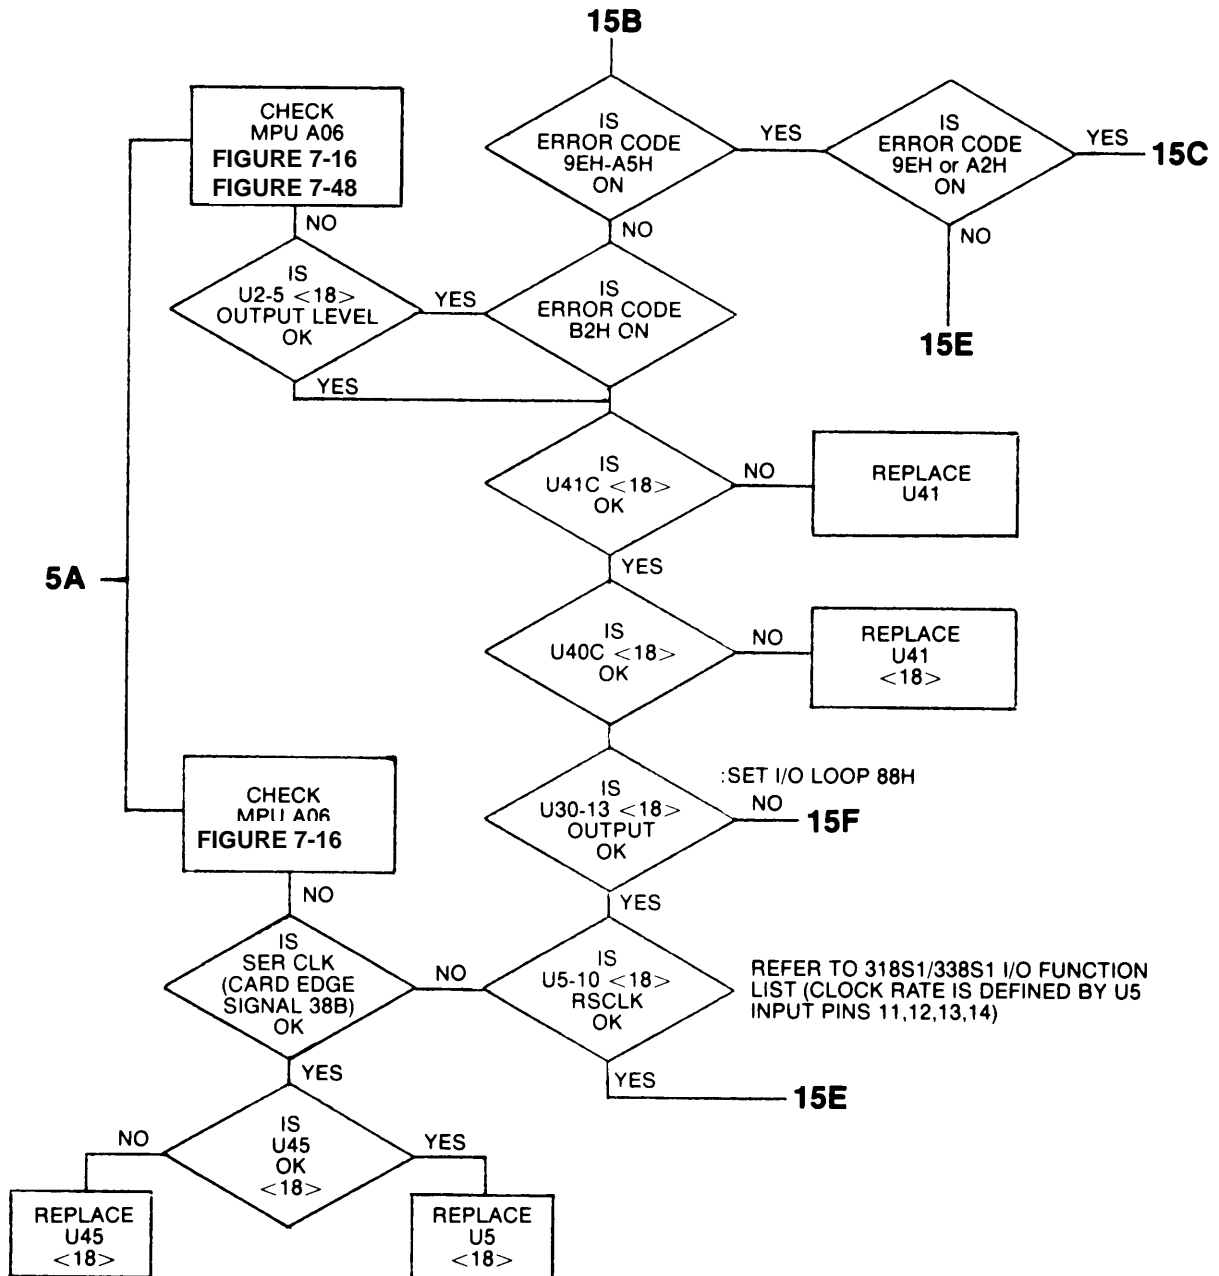 15B
CHECK
MPU A06
FIGURE 7-16
FIGURE 7-48
IS
ERROR CODE
9EH-A5H
ON
YES
IS
ERROR CODE
9EH or A2H
ON
YES
15C
NO
NO
NO
15E
IS
U2-5 <18>
OUTPUT LEVEL
OK
YES
IS
ERROR CODE
B2H ON
YES
IS
U41C <18>
OK
NO
REPLACE
U41
YES
5A
IS
U40C <18>
OK
NO
REPLACE
U41
<18>
CHECK
MPU A06
FIGURE 7-16
:SET I/O LOOP 88H
IS
U30-13 <18>
OUTPUT
OK
NO
15F
NO
YES
IS
SER CLK
(CARD EDGE
SIGNAL 38B)
OK
NO
IS
U5-10 <18>
RSCLK
OK
REFER TO 318S1/338S1 I/O FUNCTION
LIST (CLOCK RATE IS DEFINED BY U5
INPUT PINS 11,12,13,14)
YES
YES
15E
IS
U45
OK
<18>
NO
YES
REPLACE
U45
<18>
REPLACE
U5
<18>